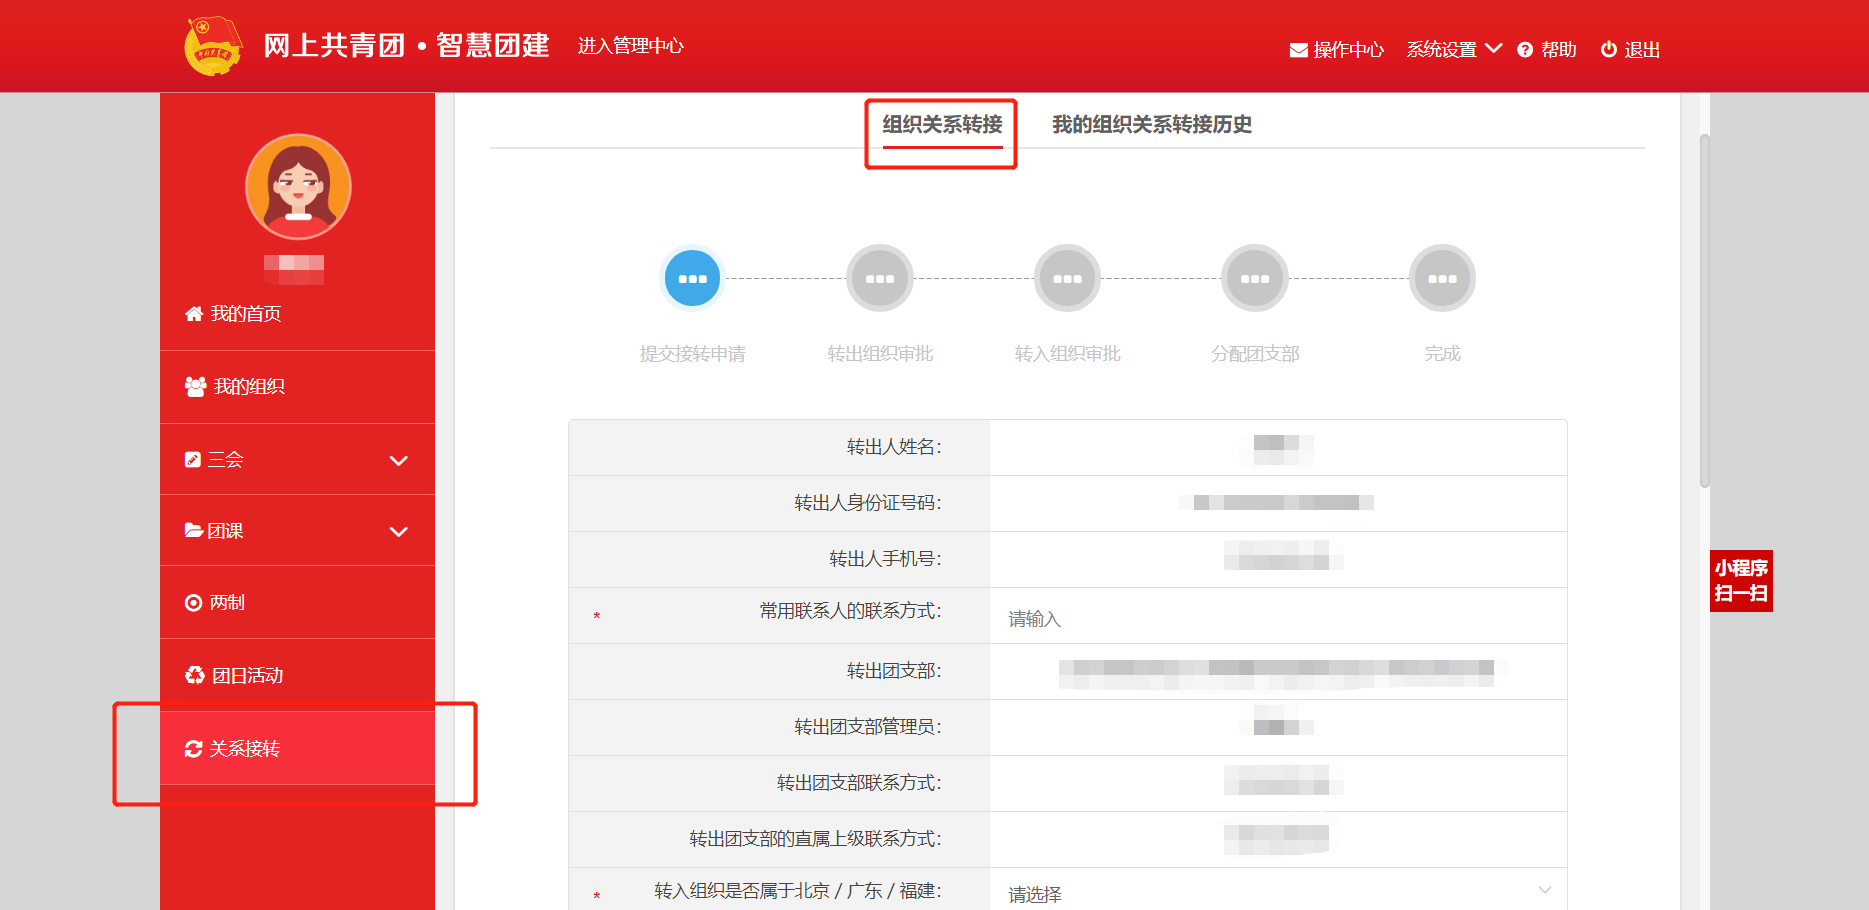 网上共青团·智慧团建
进入管理中心
操作中心
系统设置
帮助
退出
我的首页
我的组织
三会
团课
两制
团日活动
关系接转
组织关系转接
我的组织关系转接历史
提交接转申请
转出组织审批
转入组织审批
分配团支部
完成
转出人姓名：
转出人身份证号码：
转出人手机号：
* 常用联系人的联系方式： 请输入
转出团支部：
转出团支部管理员：
转出团支部联系方式：
转出团支部的直属上级联系方式：
* 转入组织是否属于北京 / 广东 / 福建： 请选择
小程序
扫一扫